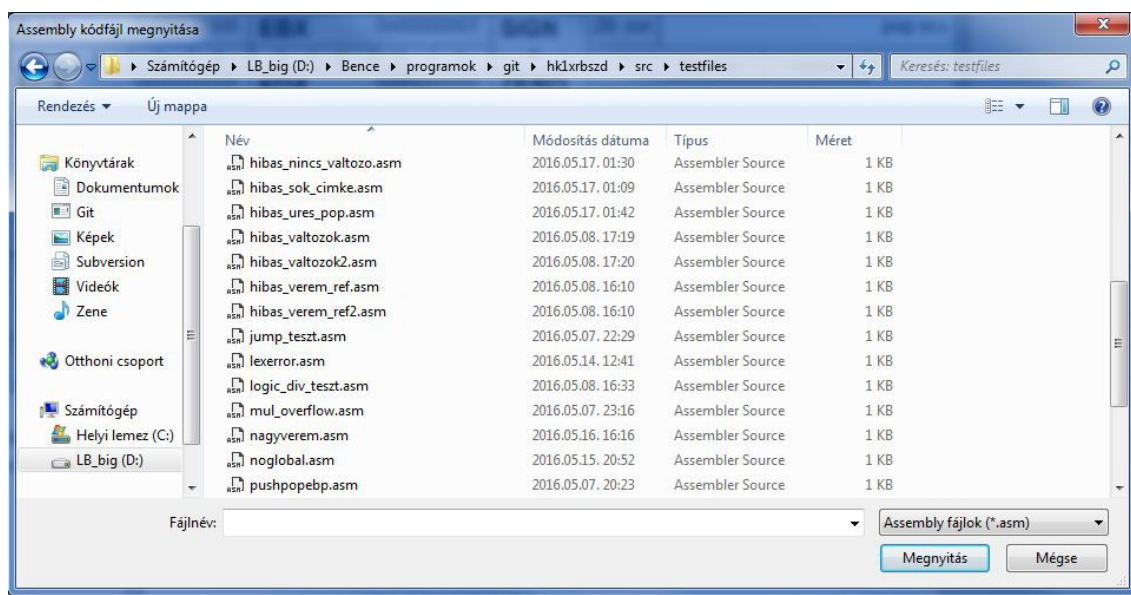 Assembly kódfájl megnyitása
Számítógép LB_big (D:) Bence programok git hk1xrbszd src testfiles
Keresés: testfiles
Rendezés Új mappa
Könyvtárak
Dokumentumok
Git
Képek
Subversion
Videók
Zene
Otthoni csoport
Számítógép
Helyi lemez (C:)
LB_big (D:)
Név Módosítás dátuma Típus Méret
hibas_nincs_valtozo.asm 2016.05.17. 01:30 Assembler Source 1 KB
hibas_sok_cimke.asm 2016.05.17. 01:09 Assembler Source 1 KB
hibas_ures_pop.asm 2016.05.17. 01:42 Assembler Source 1 KB
hibas_valtozok.asm 2016.05.08. 17:19 Assembler Source 1 KB
hibas_valtozok2.asm 2016.05.08. 17:20 Assembler Source 1 KB
hibas_verem_ref.asm 2016.05.08. 16:10 Assembler Source 1 KB
hibas_verem_ref2.asm 2016.05.08. 16:10 Assembler Source 1 KB
jump_teszt.asm 2016.05.07. 22:29 Assembler Source 1 KB
lexerror.asm 2016.05.14. 12:41 Assembler Source 1 KB
logic_div_teszt.asm 2016.05.08. 16:33 Assembler Source 1 KB
mul_overflow.asm 2016.05.07. 23:16 Assembler Source 1 KB
nagyverem.asm 2016.05.16. 16:16 Assembler Source 1 KB
noglobal.asm 2016.05.15. 20:52 Assembler Source 1 KB
pushpopebp.asm 2016.05.07. 20:23 Assembler Source 1 KB
Fájlnév:
Assembly fájlok (*.asm)
Megnyitás Mégse